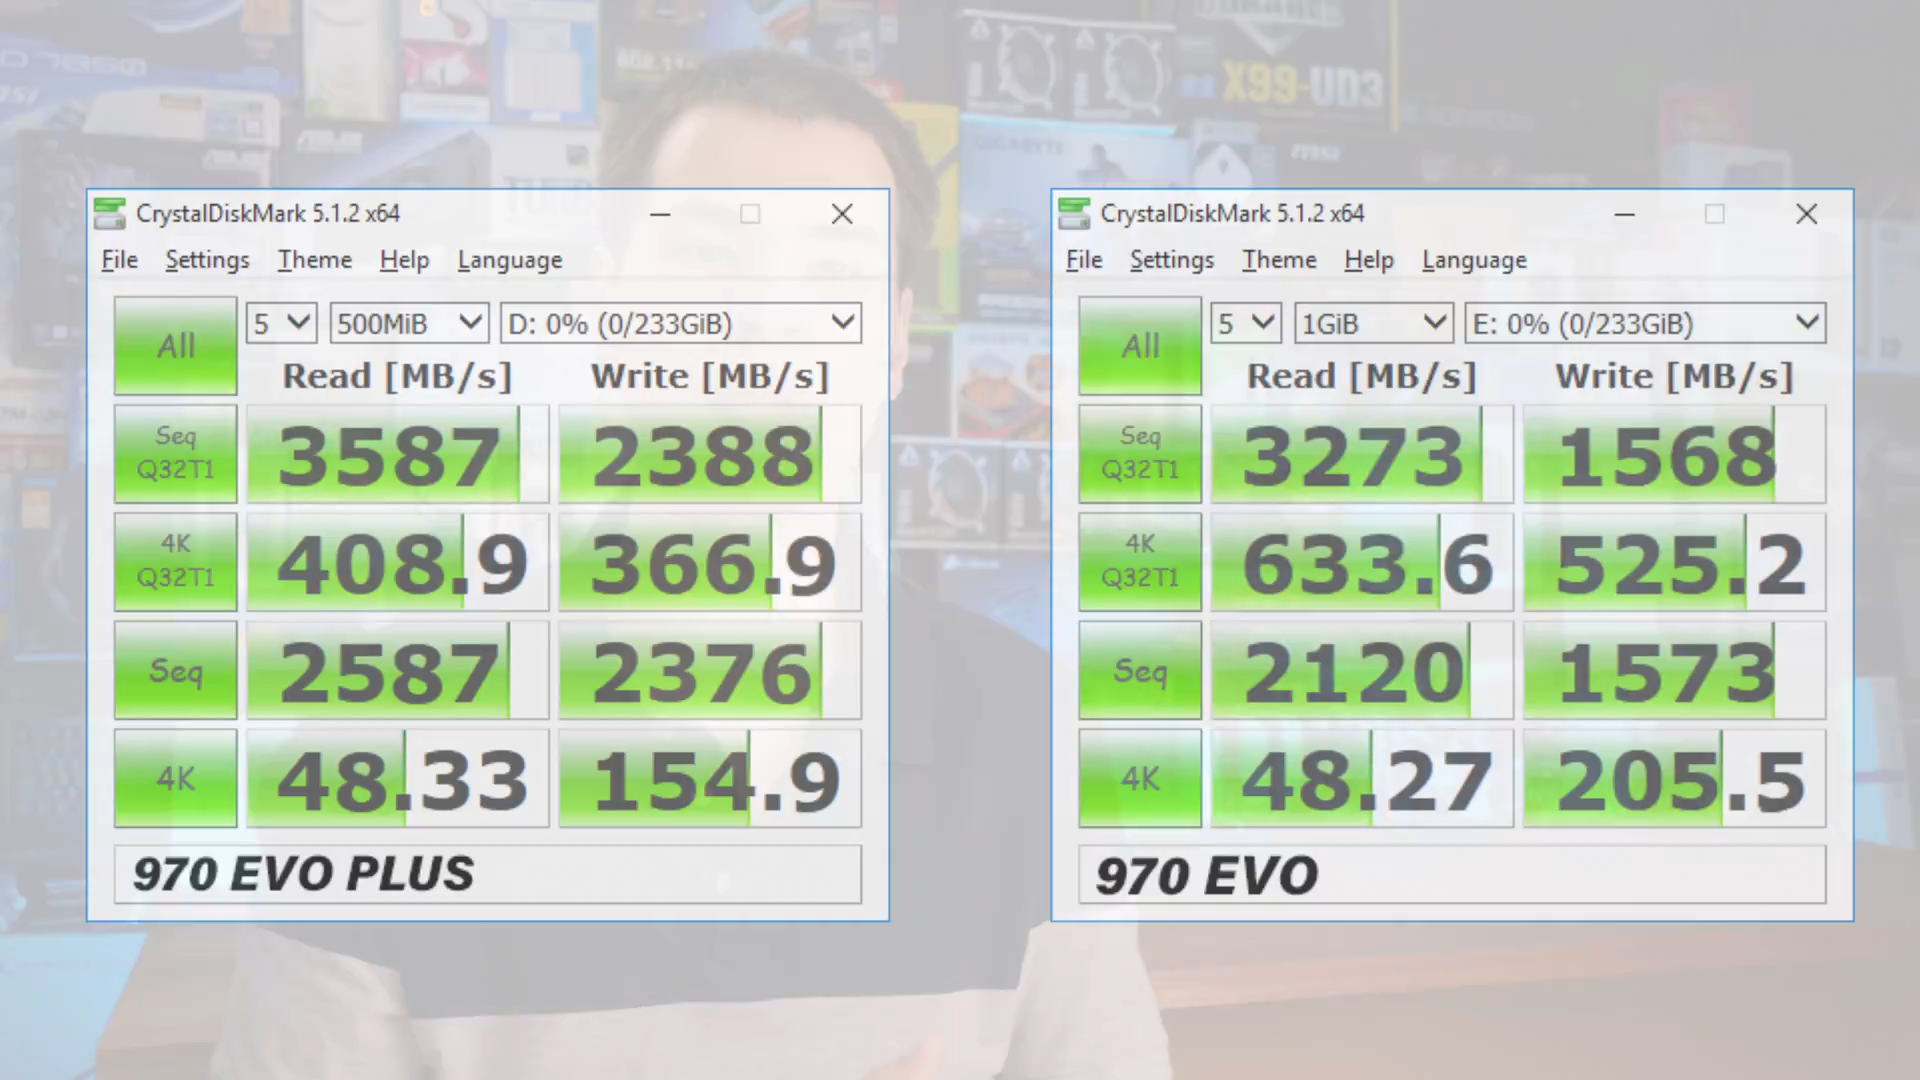 X99-UD3
GIGABYTE
CrystalDiskMark 5.1.2 x64
File Settings Theme Help Language
All 5 500MiB D: 0% (0/233GiB)
Read [MB/s] Write [MB/s]
Seq Q32T1 3587 2388
4K Q32T1 408.9 366.9
Seq 2587 2376
4K 48.33 154.9
970 EVO PLUS
CrystalDiskMark 5.1.2 x64
File Settings Theme Help Language
All 5 1GiB E: 0% (0/233GiB)
Read [MB/s] Write [MB/s]
Seq Q32T1 3273 1568
4K Q32T1 633.6 525.2
Seq 2120 1573
4K 48.27 205.5
970 EVO